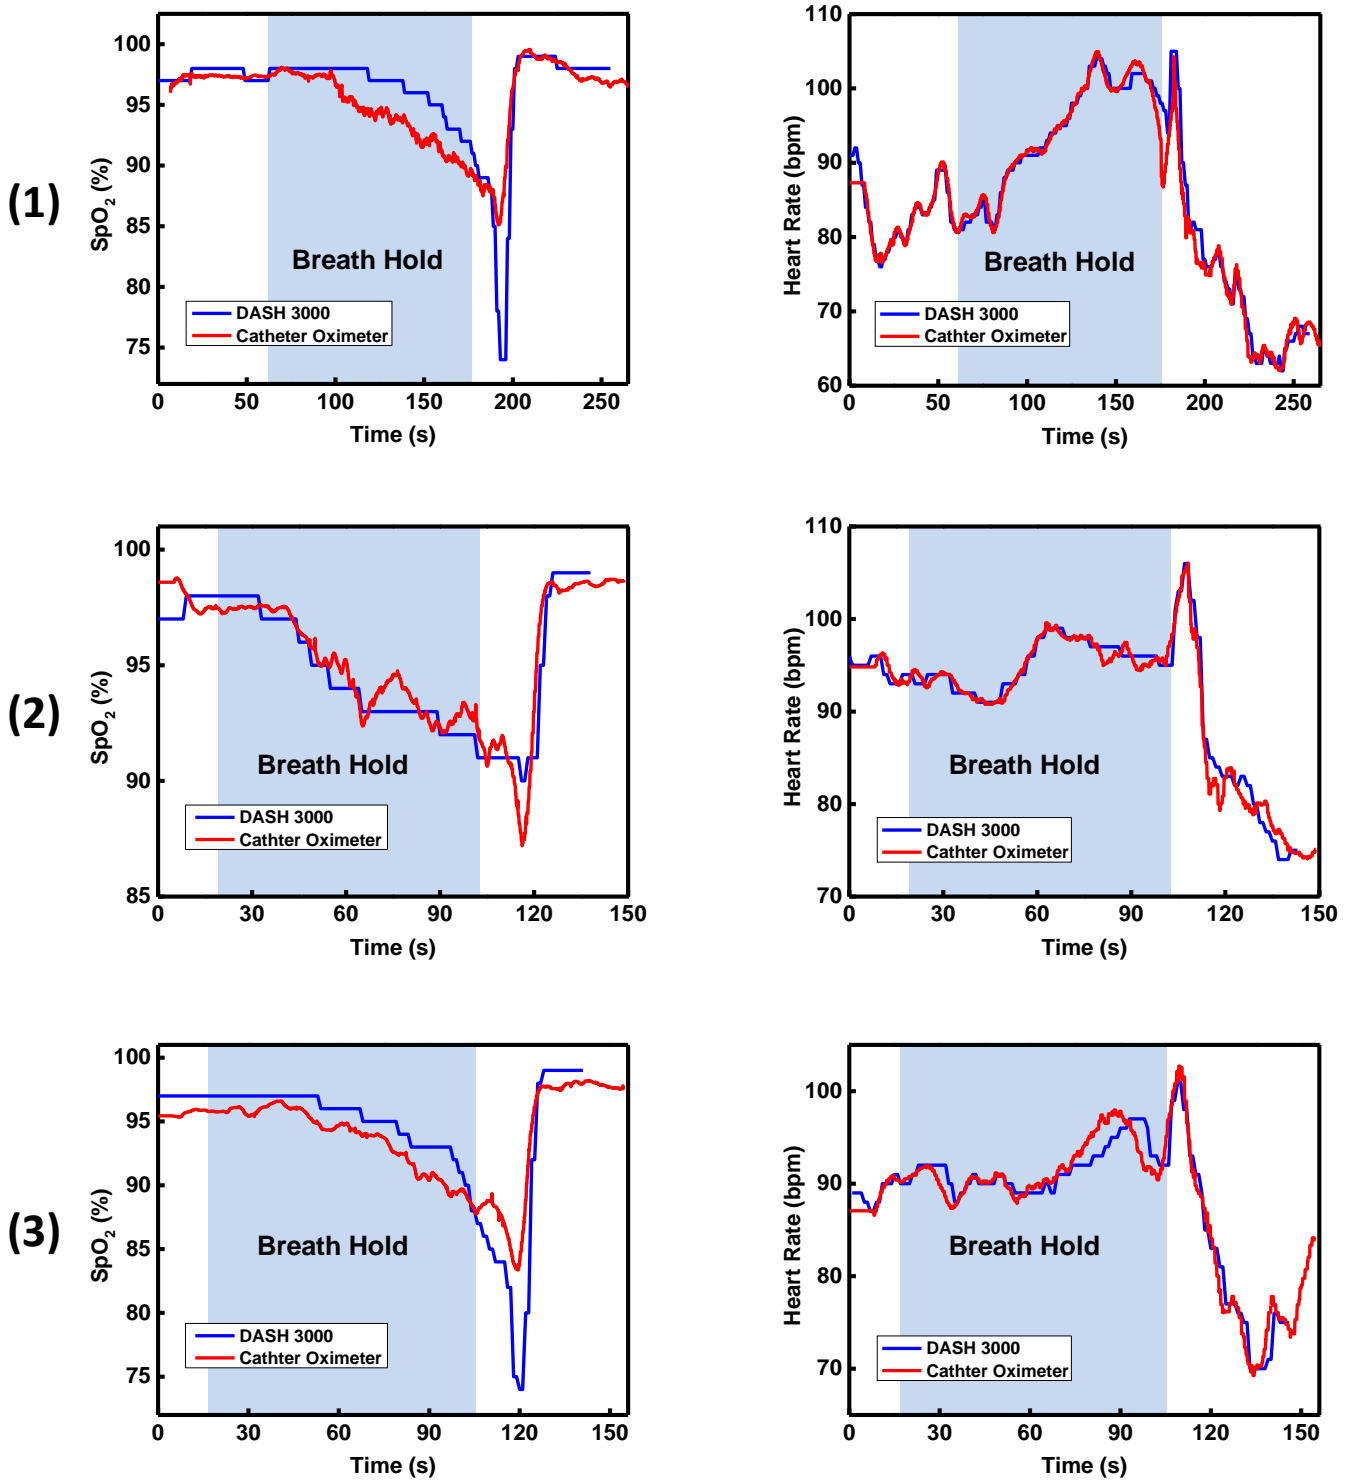 (1)
100
95
90
85
80
75
SpO2 (%)
Breath Hold
DASH 3000
Catheter Oximeter
0 50 100 150 200 250
Time (s)
110
100
90
80
70
60
Heart Rate (bpm)
Breath Hold
DASH 3000
Cathter Oximeter
0 50 100 150 200 250
Time (s)
(2)
100
95
90
85
SpO2 (%)
Breath Hold
DASH 3000
Cathter Oximeter
0 30 60 90 120 150
Time (s)
110
100
90
80
70
Heart Rate (bpm)
Breath Hold
DASH 3000
Cathter Oximeter
0 30 60 90 120 150
Time (s)
(3)
100
95
90
85
80
75
SpO2 (%)
Breath Hold
DASH 3000
Cathter Oximeter
0 30 60 90 120 150
Time (s)
100
90
80
70
Heart Rate (bpm)
Breath Hold
DASH 3000
Cathter Oximeter
0 30 60 90 120 150
Time (s)